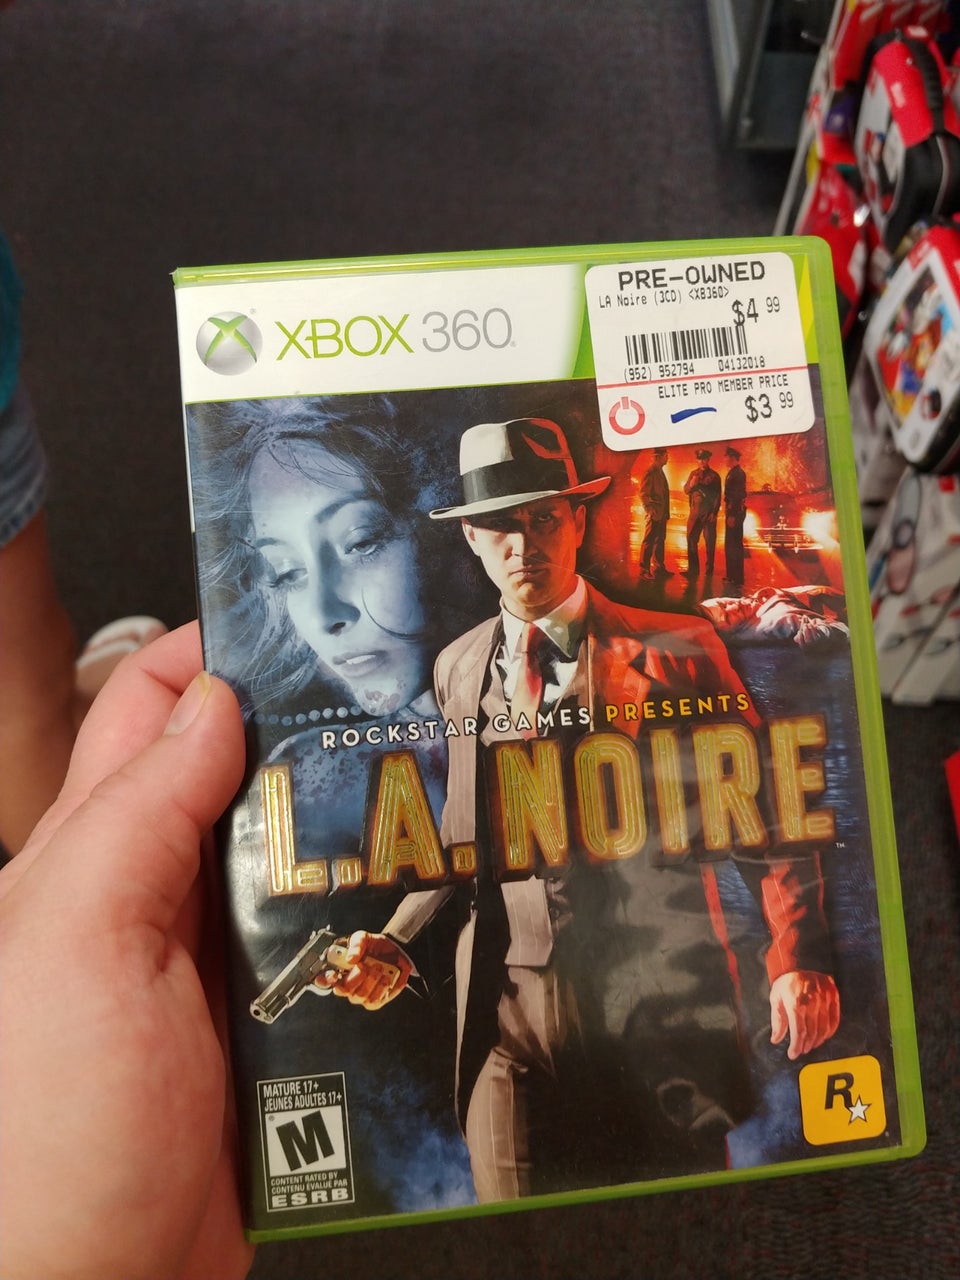 XBOX 360
PRE-OWNED
LA Noire (3CD) <XB360>
$4 99
(952) 952794 04132018
ELITE PRO MEMBER PRICE
$3 99
ROCKSTAR GAMES PRESENTS
L.A. NOIRE
TM
MATURE 17+
JEUNES ADULTES 17+
M
CONTENT RATED BY
CONTENU ÉVALUÉ PAR
ESRB
R